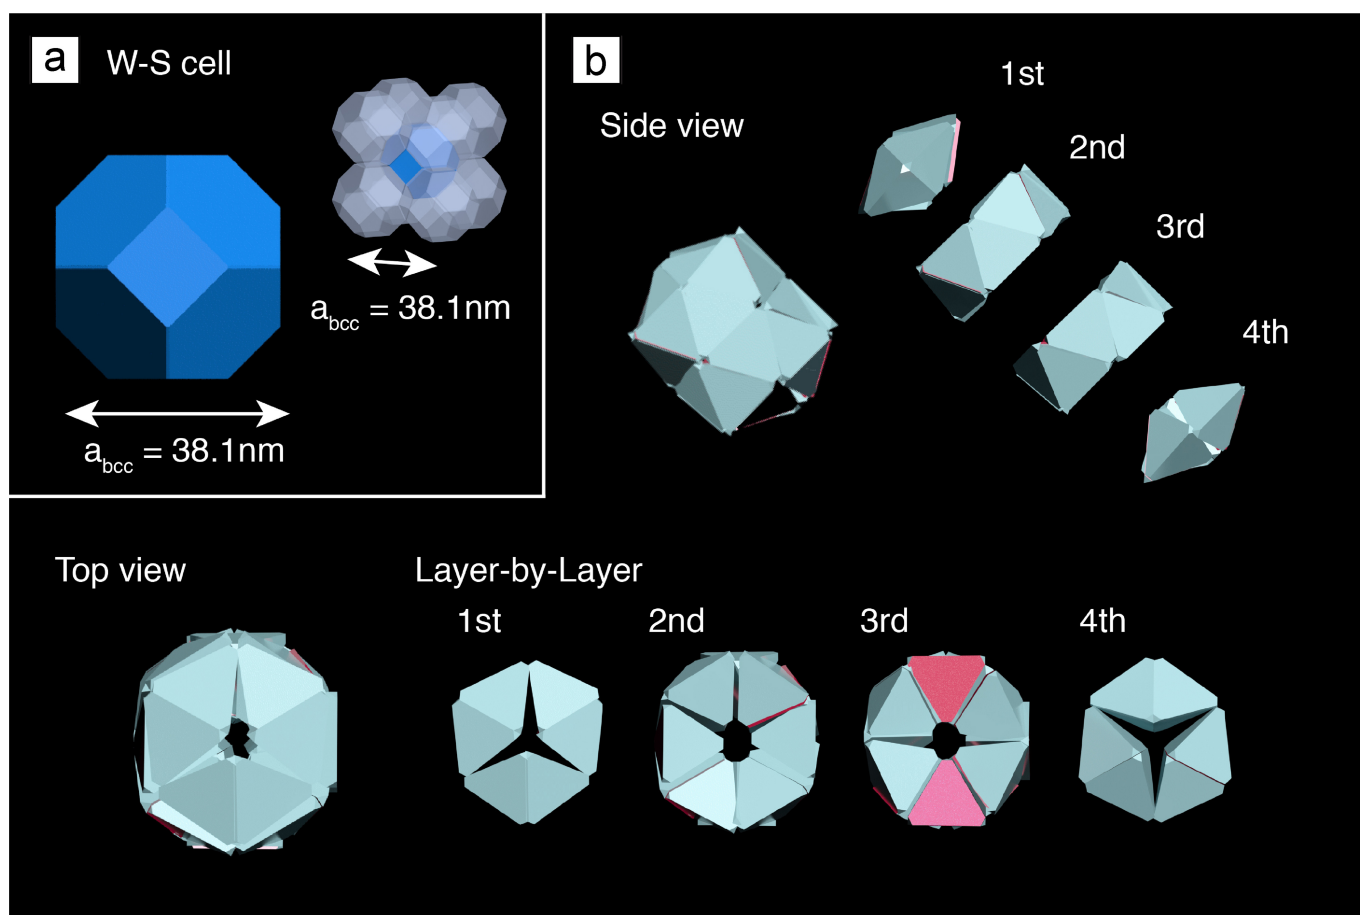 a
W-S cell
a_bcc = 38.1nm
a_bcc = 38.1nm
b
Side view
1st
2nd
3rd
4th
Top view
Layer-by-Layer
1st
2nd
3rd
4th